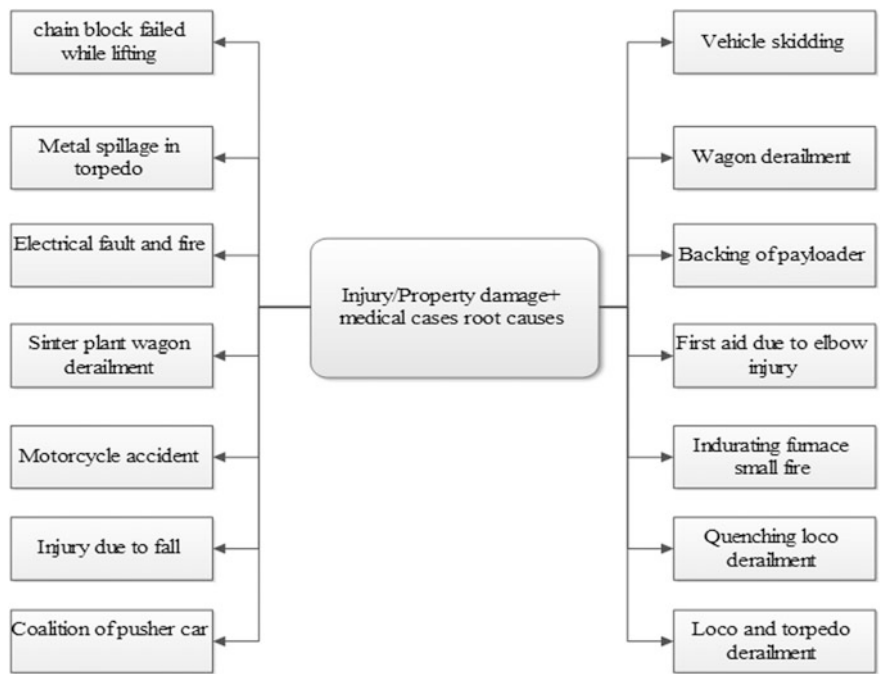 chain block failed
while lifting
Metal spillage in
torpedo
Electrical fault and fire
Sinter plant wagon
derailment
Motorcycle accident
Injury due to fall
Coalition of pusher car
Injury/Property damage+
medical cases root causes
Vehicle skidding
Wagon derailment
Backing of payloader
First aid due to elbow
injury
Indurating furnace
small fire
Quenching loco
derailment
Loco and torpedo
derailment